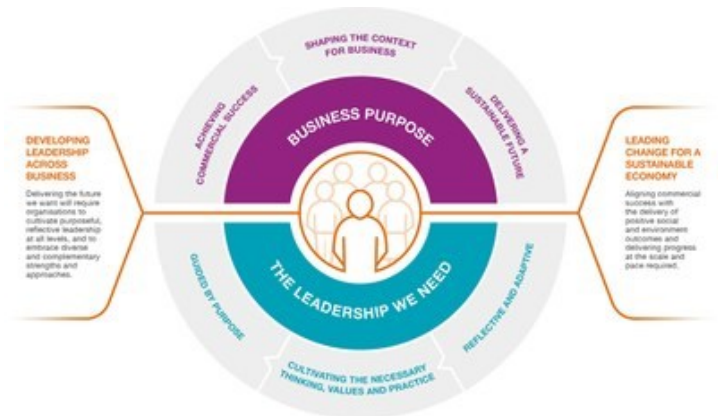 SHAPING THE CONTEXT
FOR BUSINESS
ACHIEVING
COMMERCIAL SUCCESS
DELIVERING A
SUSTAINABLE FUTURE
BUSINESS PURPOSE
DEVELOPING
LEADERSHIP
ACROSS
BUSINESS
Delivering the future
we want will require
organisations to
cultivate purposeful,
reflective leadership
at all levels, and to
embrace diverse
and complementary
strengths and
approaches.
LEADING
CHANGE FOR A
SUSTAINABLE
ECONOMY
Aligning commercial
success with
the delivery of
positive social
and environment
outcomes and
delivering progress
at the scale and
pace required.
THE LEADERSHIP WE NEED
GUIDED BY PURPOSE
REFLECTIVE AND ADAPTIVE
CULTIVATING THE NECESSARY
THINKING, VALUES AND PRACTICE